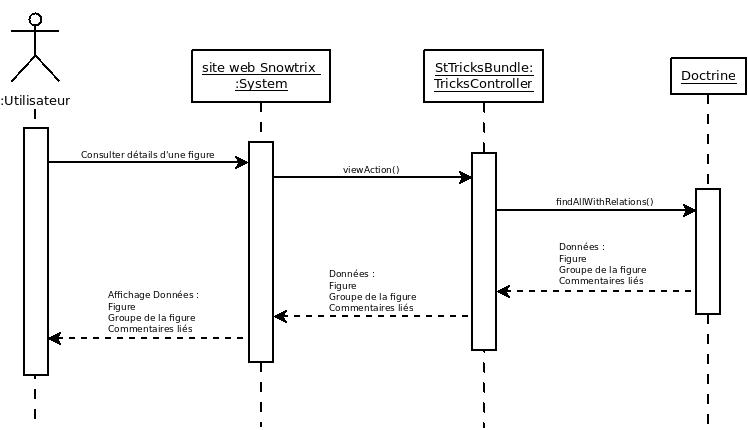 :Utilisateur
site web Snowtrix
:System
StTricksBundle:
TricksController
Doctrine
Consulter détails d'une figure
viewAction()
findAllWithRelations()
Données :
Figure
Groupe de la figure
Commentaires liés
Données :
Figure
Groupe de la figure
Commentaires liés
Affichage Données :
Figure
Groupe de la figure
Commentaires liés